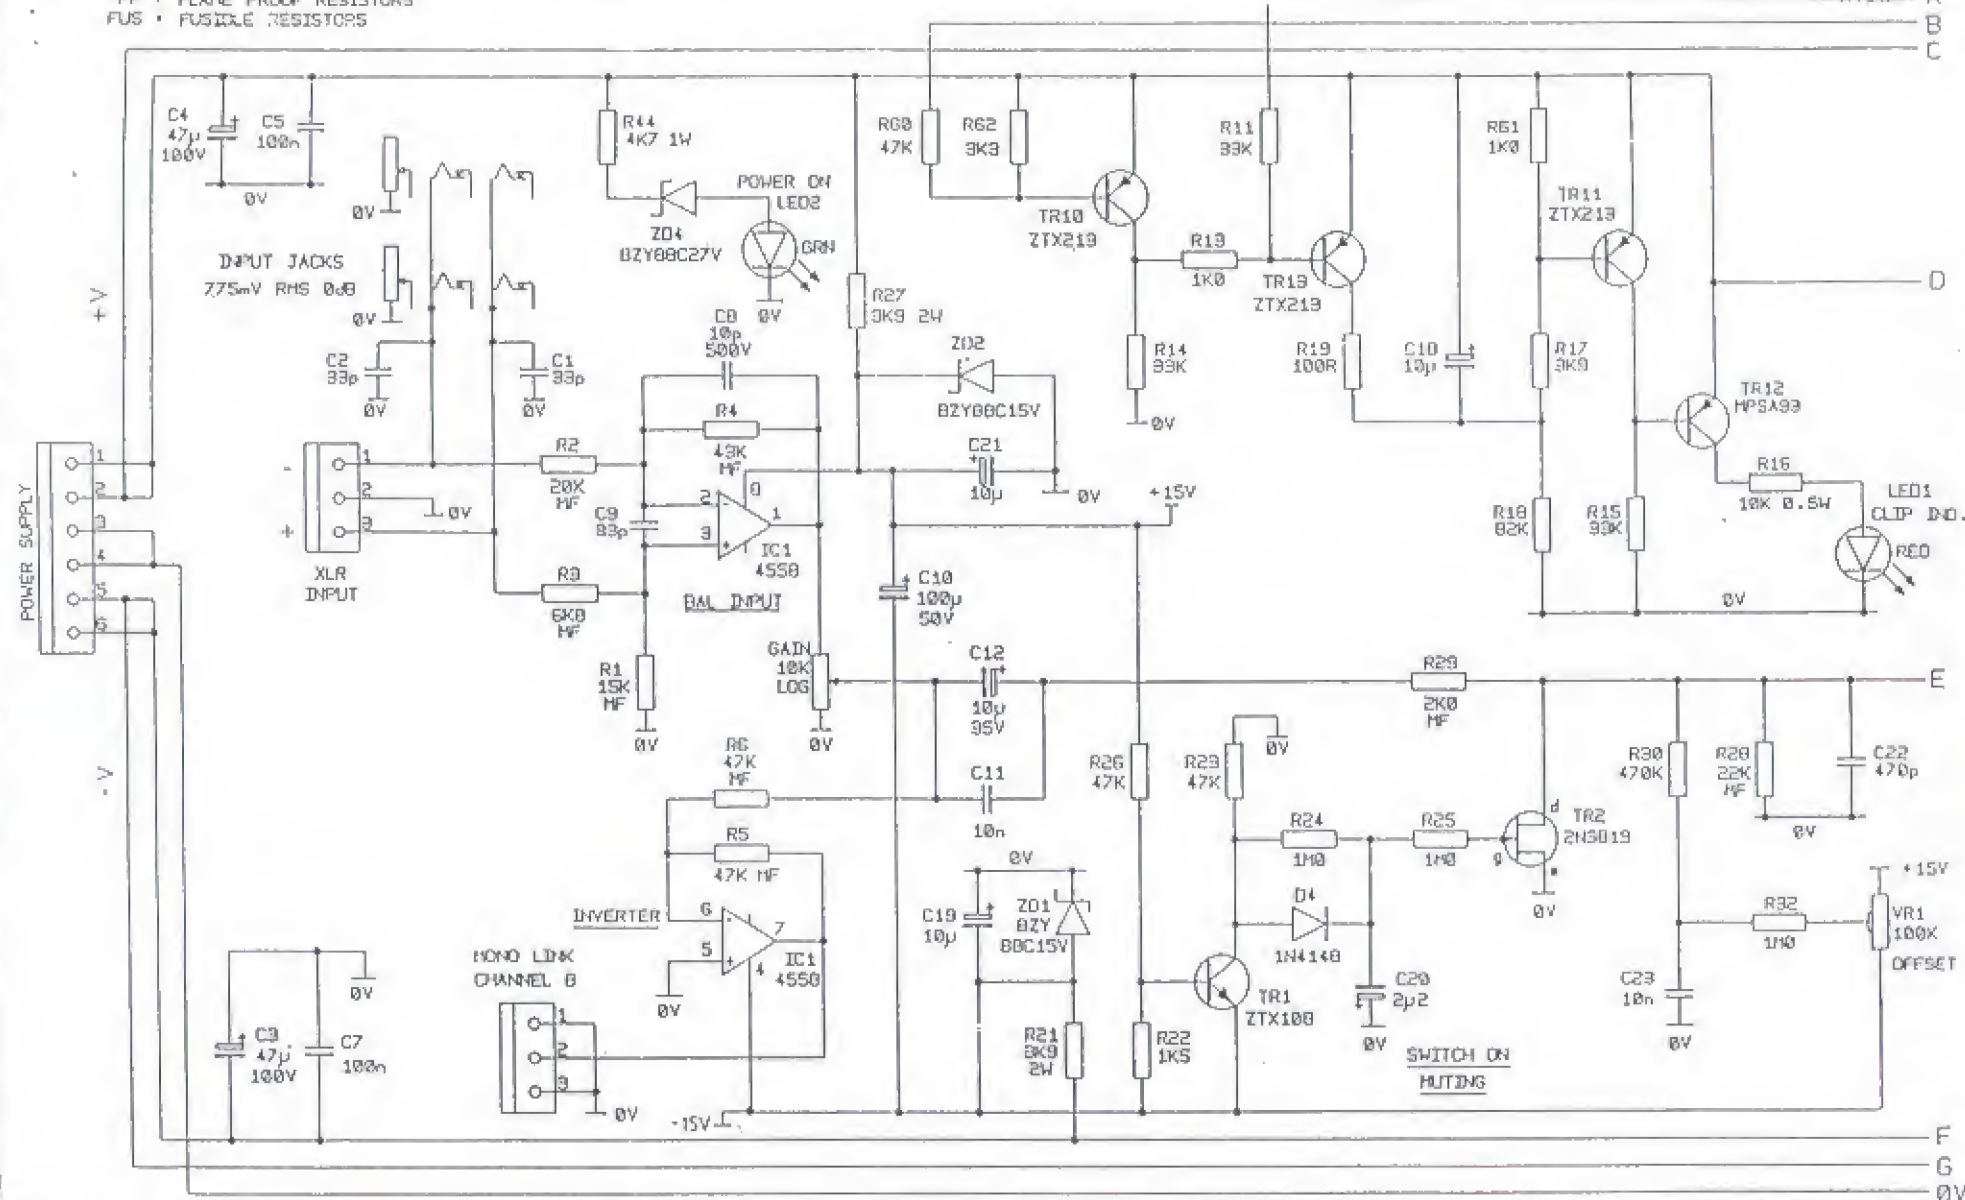 FUS · FUSIBLE RESISTORS
B
C
C4
47µ
100V
C5
100n
0V
R44
4K7 1W
POWER ON
LED2
GRN
ZD4
BZY88C27V
0V
0V
INPUT JACKS
775mV RMS 0dB
0V
+V
R60
47K
R62
3K3
TR10
ZTX213
R11
33K
R13
1K0
TR13
ZTX213
R61
1K0
TR11
ZTX213
D
R27
3K9 2W
C8
10p
500V
ZD2
BZY88C15V
R14
33K
0V
R19
100R
C18
10µ
R17
3K9
TR12
MPSA93
C2
33p
0V
C1
33p
0V
R4
43K
MF
C21
10µ
0V
+15V
R16
10K 0.5W
LED1
CLIP IND.
RED
POWER SUPPLY
1
2
3
4
5
6
-
+
1
2
3
0V
XLR
INPUT
R2
20K
MF
C9
33p
2
3
8
1
IC1
4558
BAL INPUT
R3
6K8
MF
C10
100µ
50V
R18
82K
R15
33K
0V
R1
15K
MF
0V
GAIN
10K
LOG
0V
C12
10µ
35V
R29
2K0
MF
E
-V
R6
47K
MF
C11
10n
R26
47K
R23
47K
0V
R30
470K
R28
22K
MF
C22
470p
0V
R5
47K MF
R24
1M0
R25
1M0
d
g
s
TR2
2N3819
0V
INVERTER
6
5
7
4
IC1
4558
0V
0V
C19
10µ
ZD1
BZY
88C15V
D4
1N4148
R32
1M0
+15V
VR1
100K
OFFSET
MONO LINK
CHANNEL B
1
2
3
0V
0V
C3
47µ
100V
C7
100n
R21
3K9
2W
R22
1K5
TR1
ZTX108
C20
2µ2
0V
SWITCH ON
MUTING
C23
10n
0V
-15V
F
G
0V